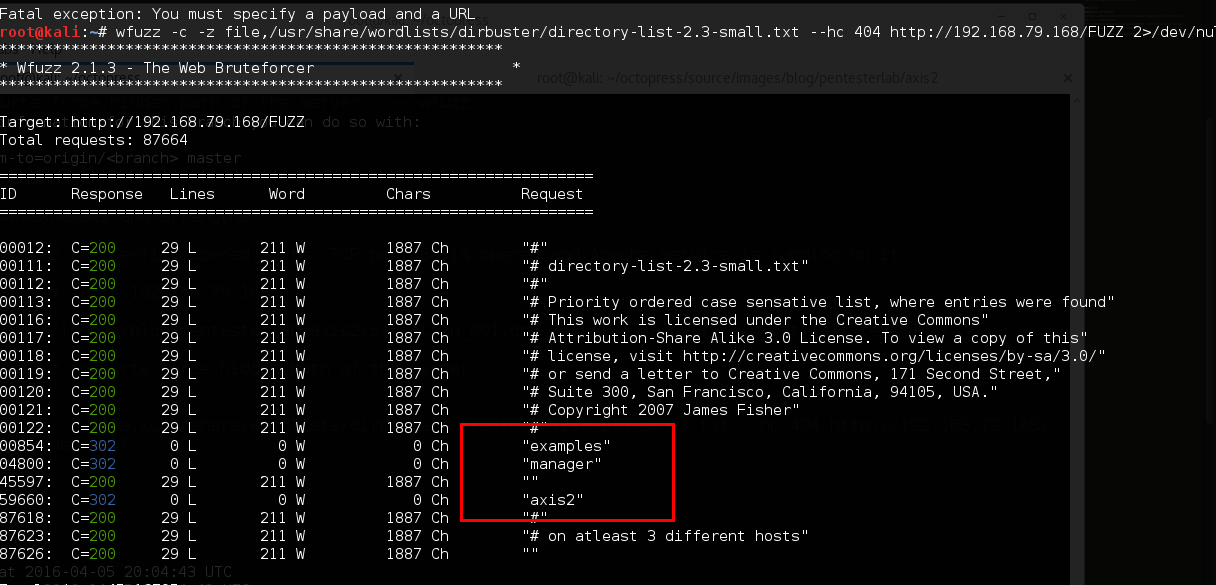 Fatal exception: You must specify a payload and a URL
root@kali:~# wfuzz -c -z file,/usr/share/wordlists/dirbuster/directory-list-2.3-small.txt --hc 404 http://192.168.79.168/FUZZ 2>/dev/nu
********************************************************
* Wfuzz 2.1.3 - The Web Bruteforcer                      *
root@kali: ~/octopress/source/images/blog/pentesterlab/axis2
********************************************************
Target: http://192.168.79.168/FUZZ
do so with:
Total requests: 87664
m-to=origin/<branch> master
==================================================================
ID      Response   Lines      Word         Chars          Request
==================================================================
00012:  C=200     29 L       211 W         1887 Ch        "#"
00111:  C=200     29 L       211 W         1887 Ch        "# directory-list-2.3-small.txt"
00112:  C=200     29 L       211 W         1887 Ch        "#"
00113:  C=200     29 L       211 W         1887 Ch        "# Priority ordered case sensative list, where entries were found"
00116:  C=200     29 L       211 W         1887 Ch        "# This work is licensed under the Creative Commons"
00117:  C=200     29 L       211 W         1887 Ch        "# Attribution-Share Alike 3.0 License. To view a copy of this"
00118:  C=200     29 L       211 W         1887 Ch        "# license, visit http://creativecommons.org/licenses/by-sa/3.0/"
00119:  C=200     29 L       211 W         1887 Ch        "# or send a letter to Creative Commons, 171 Second Street,"
00120:  C=200     29 L       211 W         1887 Ch        "# Suite 300, San Francisco, California, 94105, USA."
00121:  C=200     29 L       211 W         1887 Ch        "# Copyright 2007 James Fisher"
00122:  C=200     29 L       211 W         1887 Ch        "#"
00854:  C=302      0 L         0 W            0 Ch        "examples"
04800:  C=302      0 L         0 W            0 Ch        "manager"
45597:  C=200     29 L       211 W         1887 Ch        ""
59660:  C=302      0 L         0 W            0 Ch        "axis2"
87618:  C=200     29 L       211 W         1887 Ch        "#"
87623:  C=200     29 L       211 W         1887 Ch        "# on atleast 3 different hosts"
87626:  C=200     29 L       211 W         1887 Ch        ""
at 2016-04-05 20:04:43 UTC